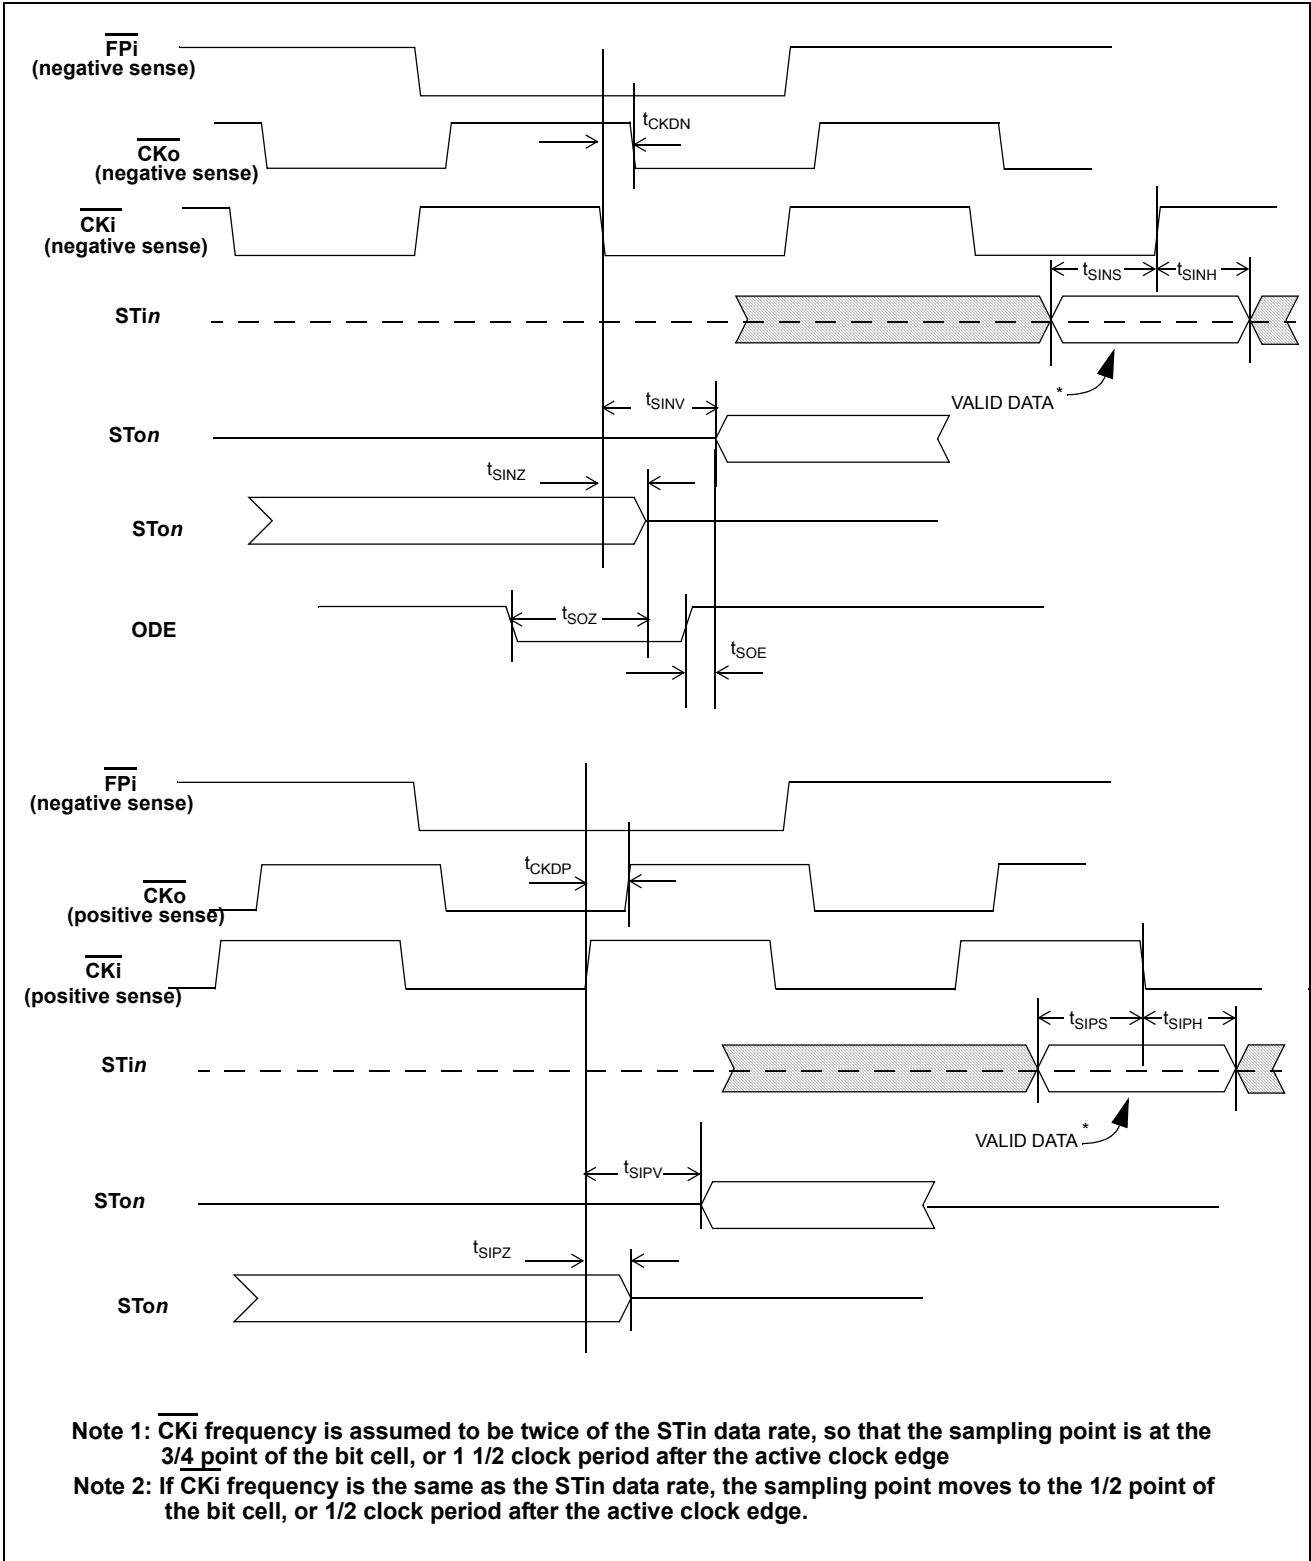 FPi
(negative sense)
tCKDN
CKo
(negative sense)
CKi
(negative sense)
tSINS
tSINH
STin
VALID DATA *
tSINV
STon
tSINZ
STon
tSOZ
ODE
tSOE
FPi
(negative sense)
tCKDP
CKo
(positive sense)
CKi
(positive sense)
tSIPS
tSIPH
STin
VALID DATA *
tSIPV
STon
tSIPZ
STon
Note 1: CKi frequency is assumed to be twice of the STin data rate, so that the sampling point is at the
3/4 point of the bit cell, or 1 1/2 clock period after the active clock edge
Note 2: If CKi frequency is the same as the STin data rate, the sampling point moves to the 1/2 point of
the bit cell, or 1/2 clock period after the active clock edge.